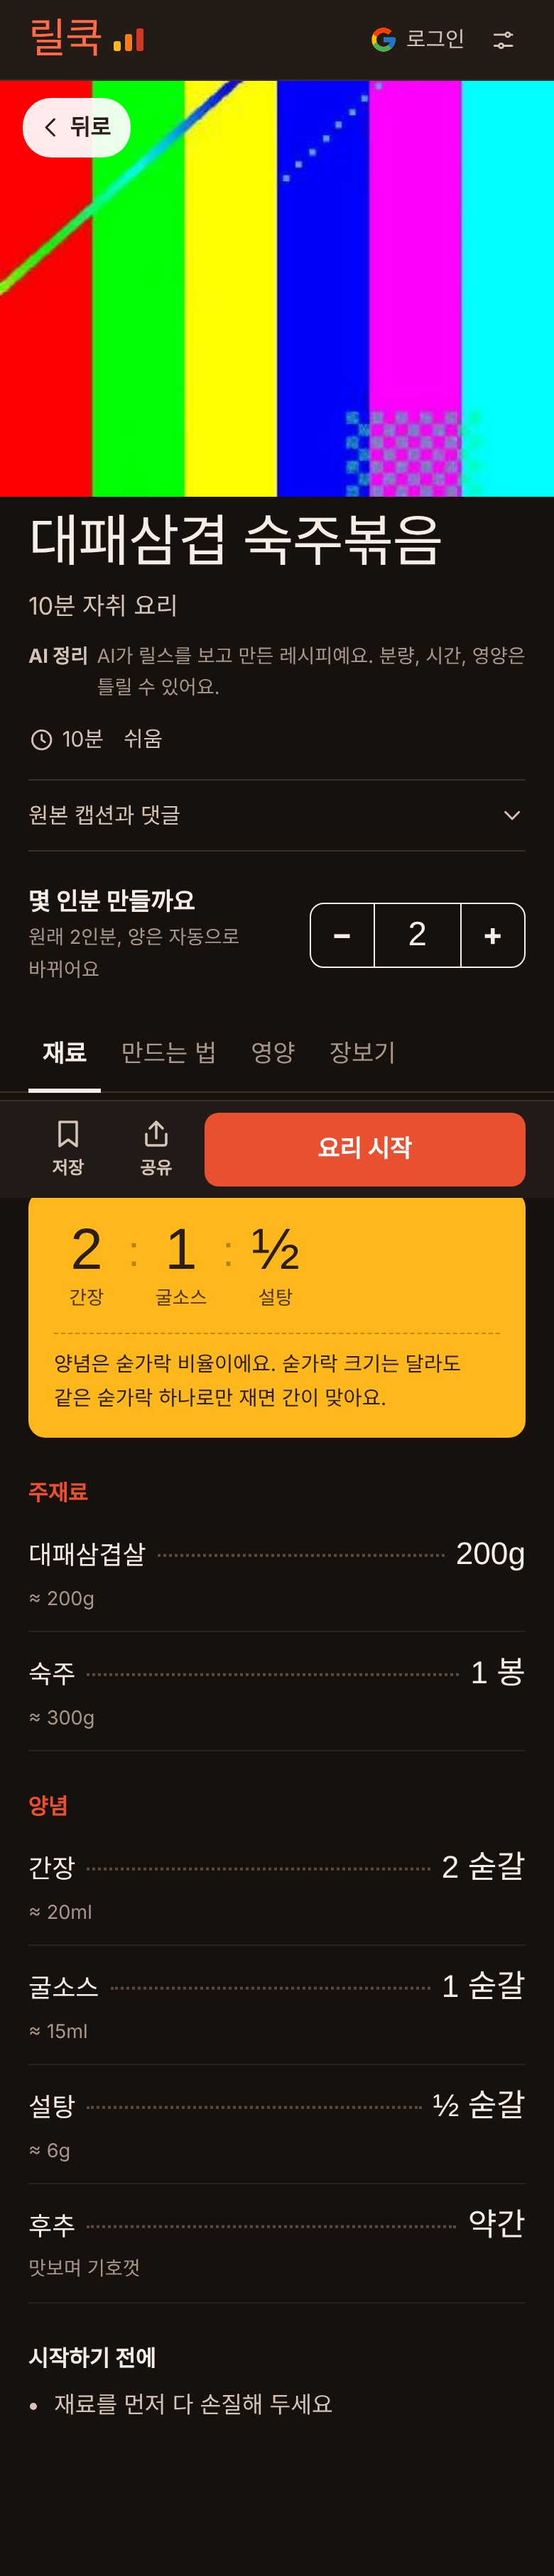 릴쿡
로그인
뒤로
대패삼겹 숙주볶음
10분 자취 요리
AI 정리 AI가 릴스를 보고 만든 레시피예요. 분량, 시간, 영양은
틀릴 수 있어요.
10분 쉬움
원본 캡션과 댓글
몇 인분 만들까요
원래 2인분, 양은 자동으로
바뀌어요
− 2 +
재료 만드는 법 영양 장보기
저장 공유 요리 시작
2 : 1 : ½
간장 굴소스 설탕
양념은 숟가락 비율이에요. 숟가락 크기는 달라도
같은 숟가락 하나로만 재면 간이 맞아요.
주재료
대패삼겹살 200g
≈ 200g
숙주 1 봉
≈ 300g
양념
간장 2 숟갈
≈ 20ml
굴소스 1 숟갈
≈ 15ml
설탕 ½ 숟갈
≈ 6g
후추 약간
맛보며 기호껏
시작하기 전에
• 재료를 먼저 다 손질해 두세요